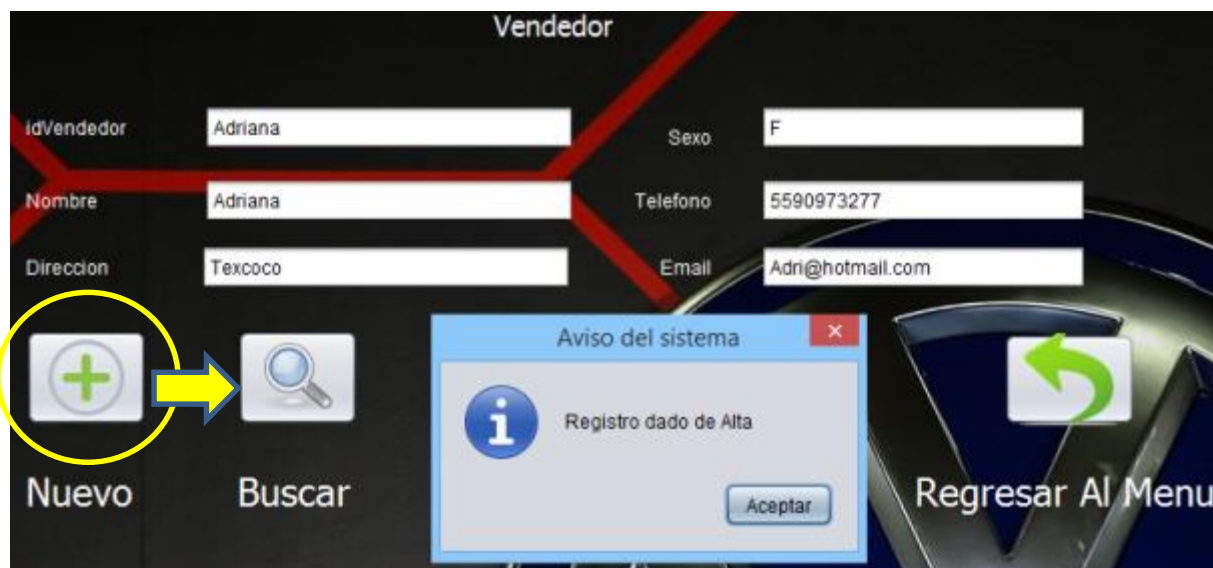 Vendedor
idVendedor Adriana Sexo F
Nombre Adriana Telefono 5590973277
Direccion Texcoco Email Adri@hotmail.com
Aviso del sistema
Registro dado de Alta
Aceptar
Nuevo Buscar Regresar Al Menu